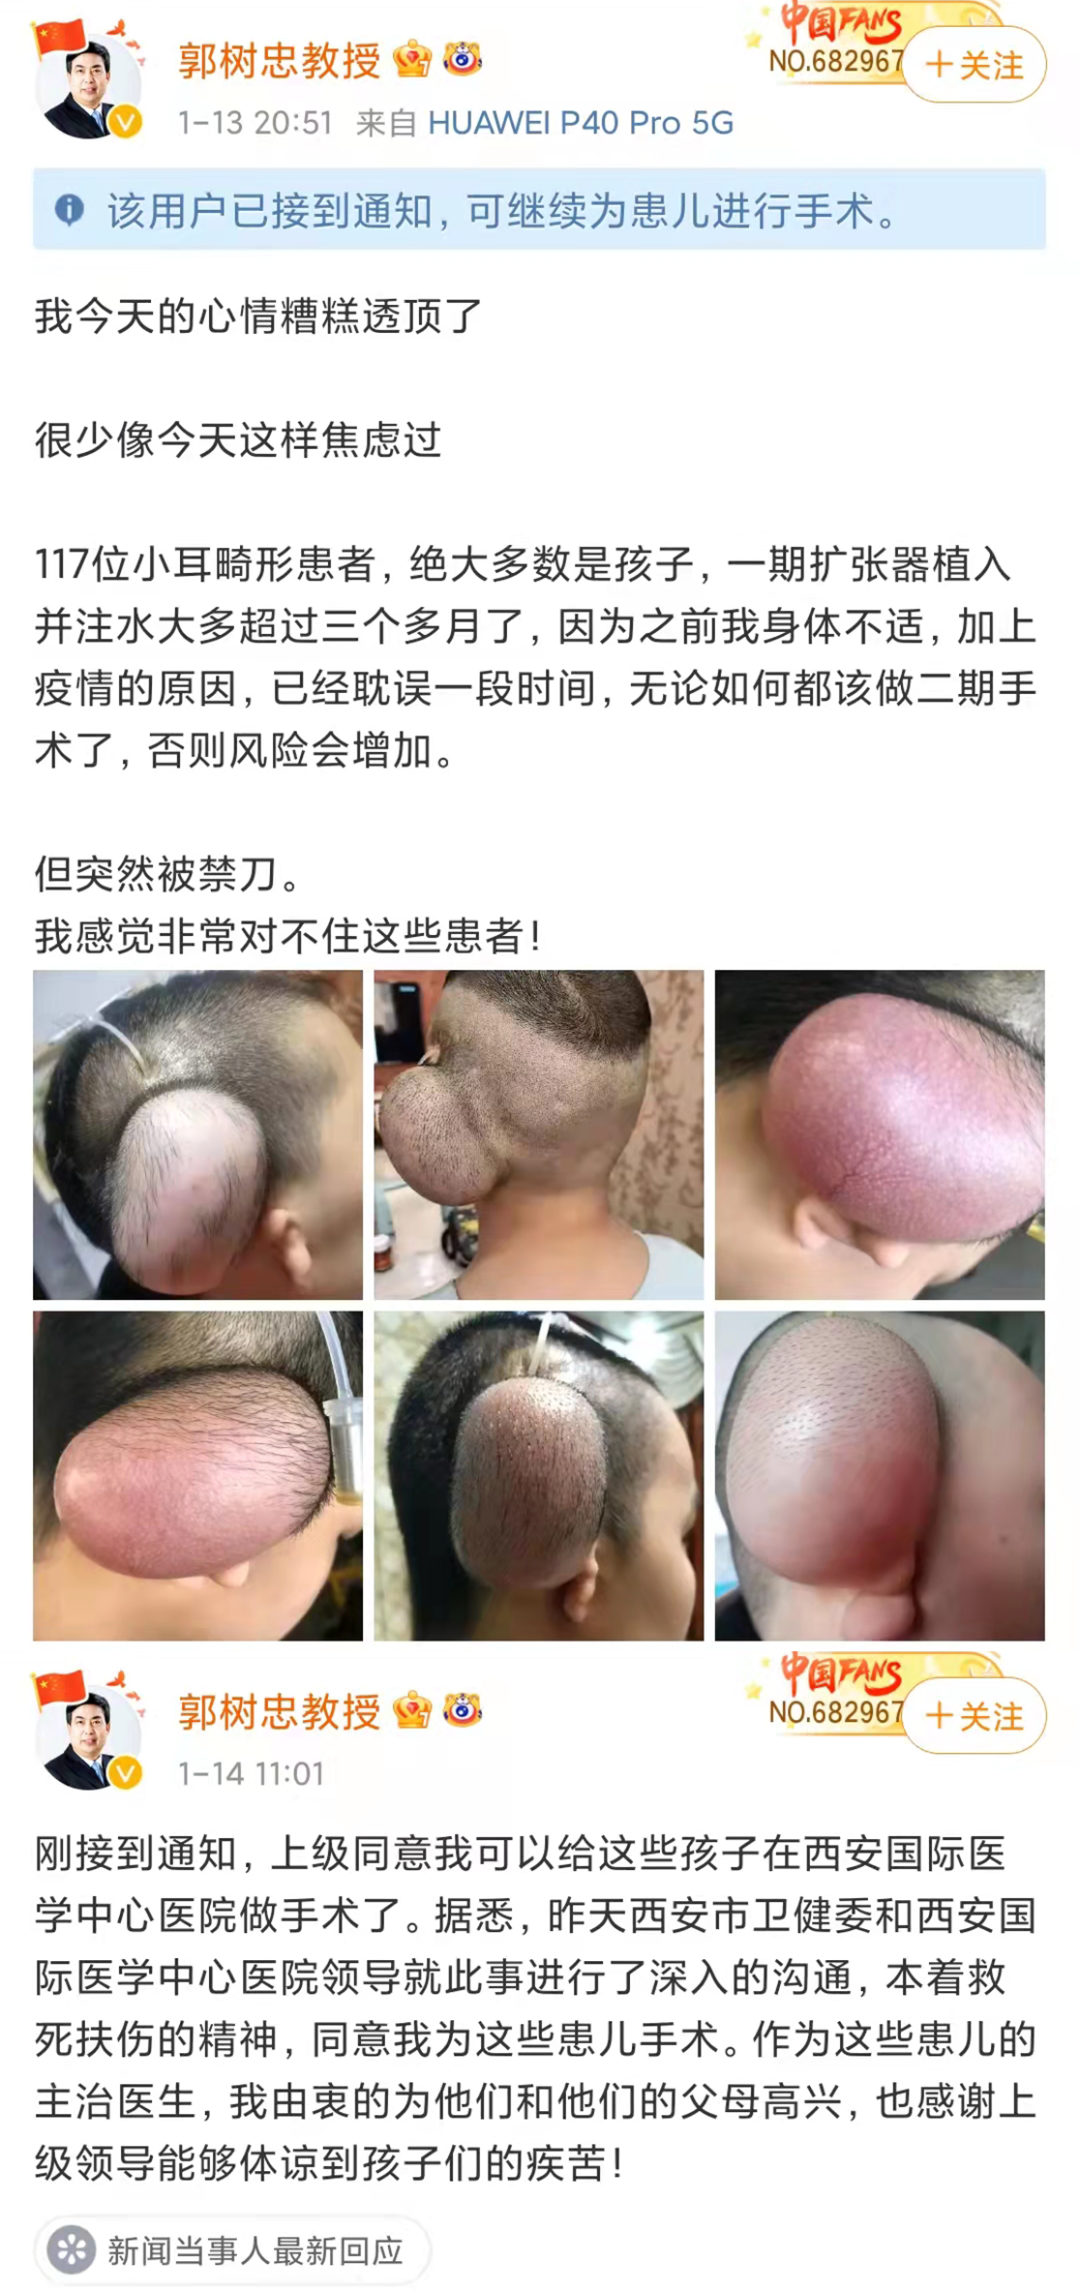 郭树忠教授
中国FANS
NO.682967
＋关注
1-13 20:51 来自 HUAWEI P40 Pro 5G
该用户已接到通知，可继续为患儿进行手术。
我今天的心情糟糕透顶了
很少像今天这样焦虑过
117位小耳畸形患者，绝大多数是孩子，一期扩张器植入
并注水大多超过三个多月了，因为之前我身体不适，加上
疫情的原因，已经耽误一段时间，无论如何都该做二期手
术了，否则风险会增加。
但突然被禁刀。
我感觉非常对不住这些患者！
郭树忠教授
中国FANS
NO.682967
＋关注
1-14 11:01
刚接到通知，上级同意我可以给这些孩子在西安国际医
学中心医院做手术了。据悉，昨天西安市卫健委和西安国
际医学中心医院领导就此事进行了深入的沟通，本着救
死扶伤的精神，同意我为这些患儿手术。作为这些患儿的
主治医生，我由衷的为他们和他们的父母高兴，也感谢上
级领导能够体谅到孩子们的疾苦！
新闻当事人最新回应